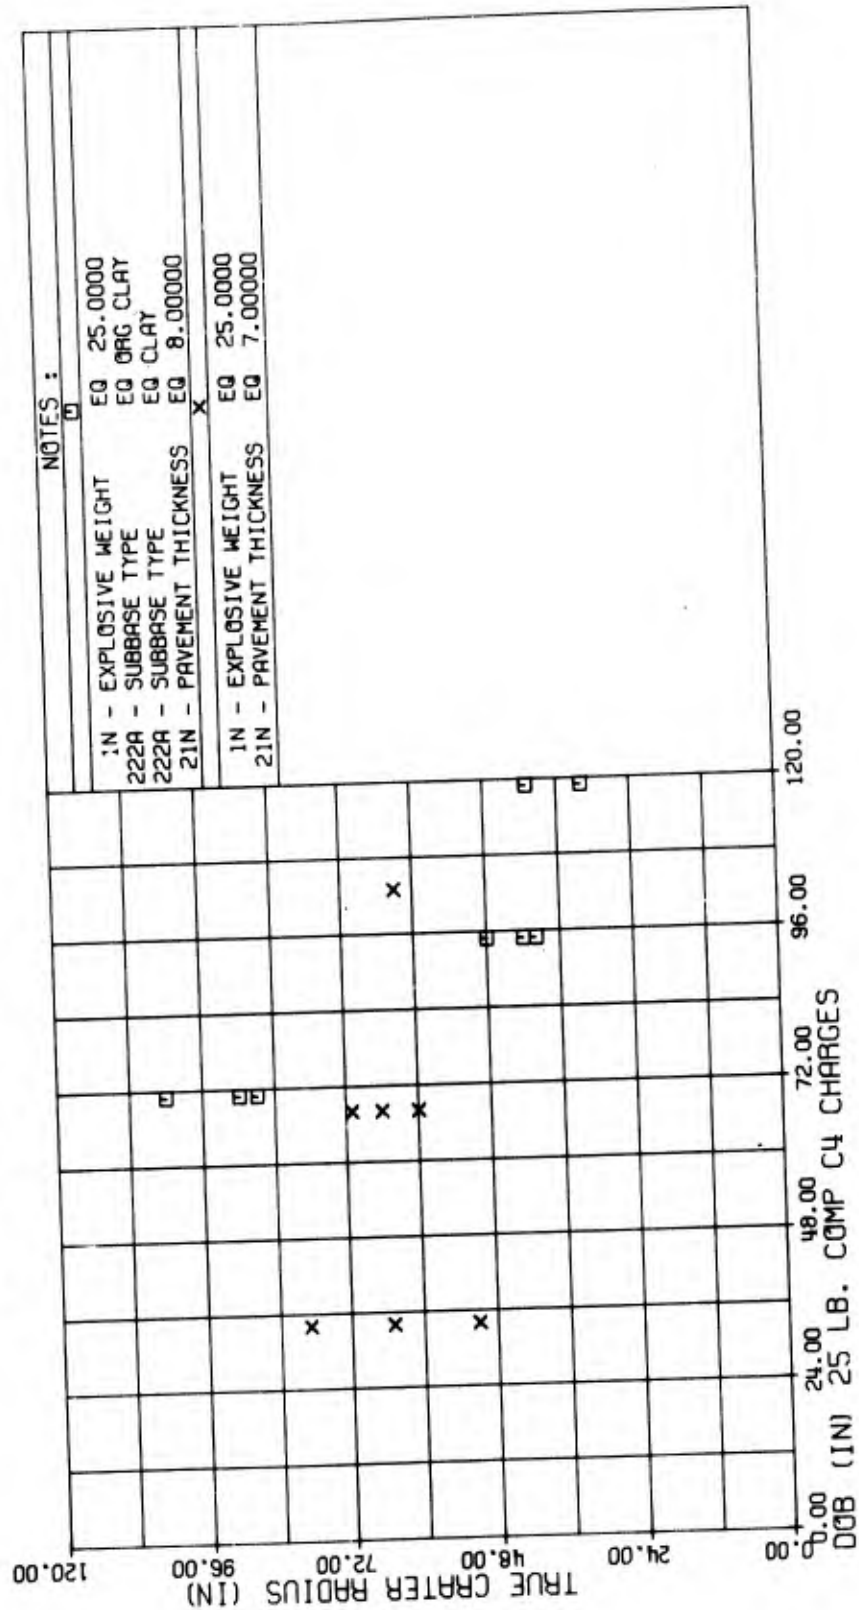 NOTES :
1N - EXPLOSIVE WEIGHT EQ 25.0000
222A - SUBBASE TYPE EQ ORG CLAY
222A - SUBBASE TYPE EQ CLAY
21N - PAVEMENT THICKNESS EQ 8.00000
X
1N - EXPLOSIVE WEIGHT EQ 25.0000
21N - PAVEMENT THICKNESS EQ 7.00000
TRUE CRATER RADIUS (IN)
120.00
96.00
72.00
48.00
24.00
0.00
0.00 24.00 48.00 72.00 96.00 120.00
DOB (IN) 25 LB. COMP C4 CHARGES